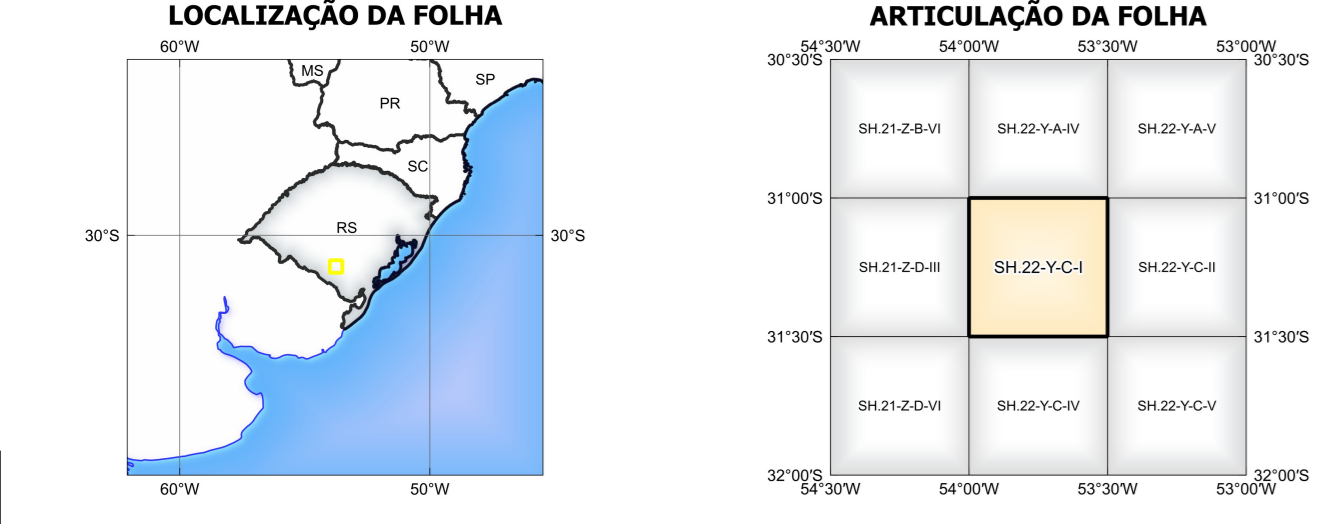 LOCALIZAÇÃO DA FOLHA
60°W 50°W
MS
SP
PR
SC
RS
30°S 30°S
60°W 50°W
ARTICULAÇÃO DA FOLHA
54°30'W 54°00'W 53°30'W 53°00'W
30°30'S 30°30'S
SH.21-Z-B-VI SH.22-Y-A-IV SH.22-Y-A-V
31°00'S 31°00'S
SH.21-Z-D-III SH.22-Y-C-I SH.22-Y-C-II
31°30'S 31°30'S
SH.21-Z-D-VI SH.22-Y-C-IV SH.22-Y-C-V
32°00'S 32°00'S
54°30'W 54°00'W 53°30'W 53°00'W